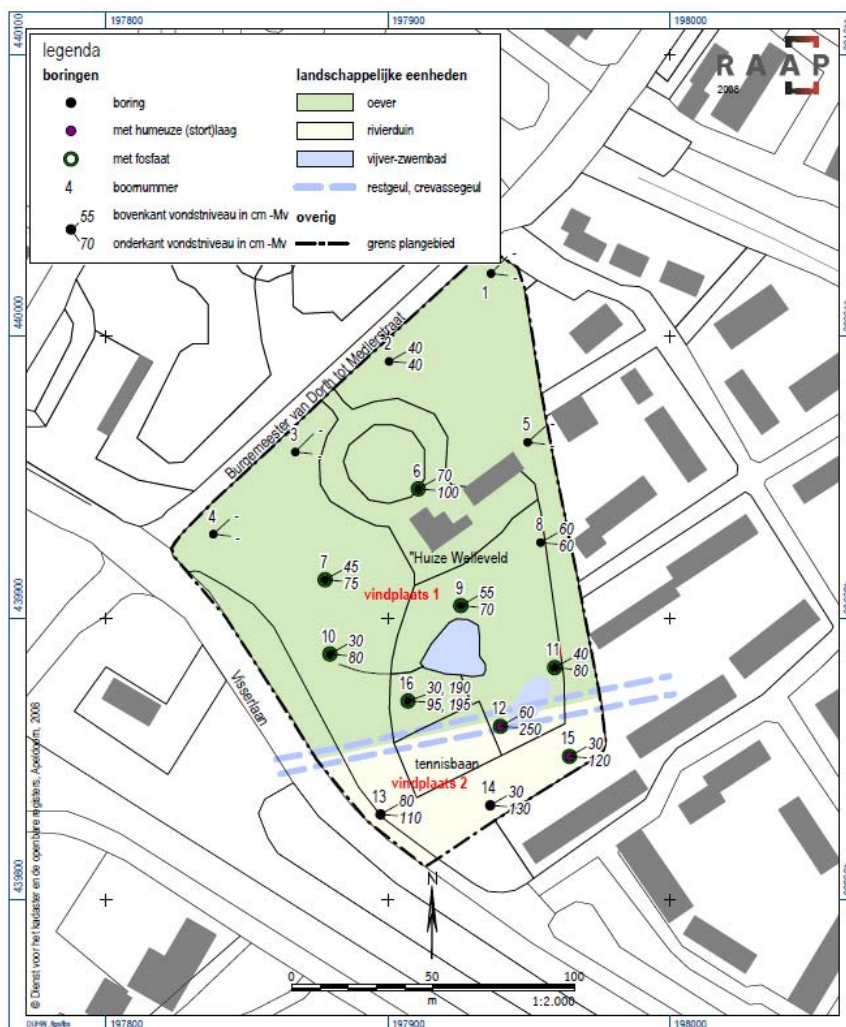 197800
197900
198000
440100
legenda
boringen
boring
met humeuze (stort)laag
met fosfaat
4 boornummer
55 bovenkant vondstniveau in cm -Mv
70 onderkant vondstniveau in cm -Mv
landschappelijke eenheden
oever
rivierduin
vijver-zwembad
restgeul, crevassegeul
overig
grens plangebied
RAAP
2008
1 - -
440000
Burgemeester van Dorth tot Medlerstraat
2 40 40
3 - -
5 - -
6 70 100
4 - -
8 60 60
"Huize Welleveld
7 45 75
vindplaats 1
9 55 70
439900
10 30 80
11 40 80
Visserlaan
16 30, 190 95, 195
12 60 250
15 30 120
tennisbaan
vindplaats 2
13 80 110
14 30 130
439800
N
0 50 100
m
1:2.000
© Dienst voor het kadaster en de openbare registers, Apeldoorn, 2008
197800
197900
198000